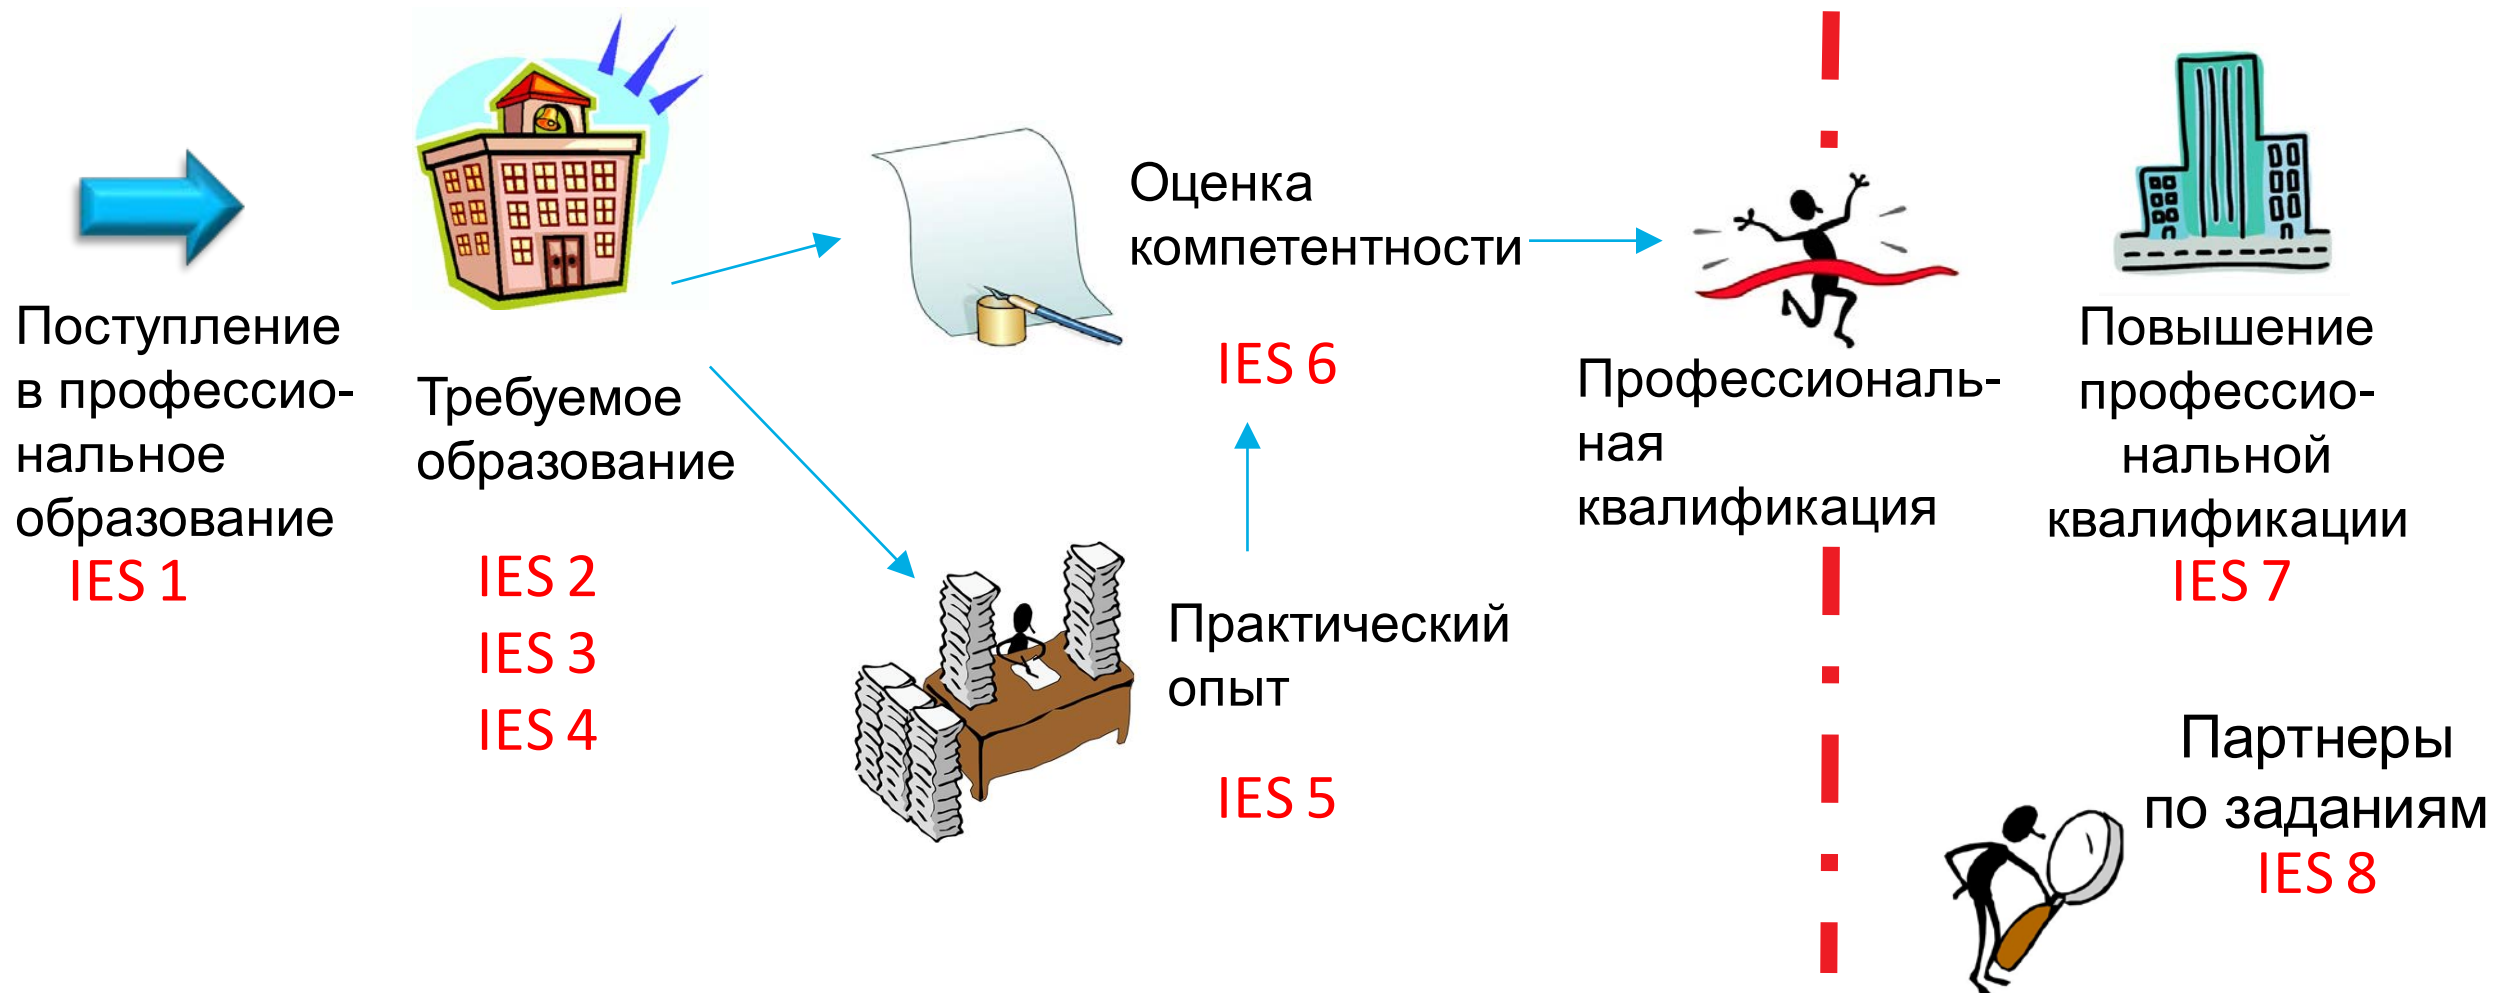 Поступление
в профессио-
нальное
образование
IES 1
Требуемое
образование
IES 2
IES 3
IES 4
Оценка
компетентности
IES 6
Практический
опыт
IES 5
Профессиональ-
ная
квалификация
Повышение
профессио-
нальной
квалификации
IES 7
Партнеры
по заданиям
IES 8